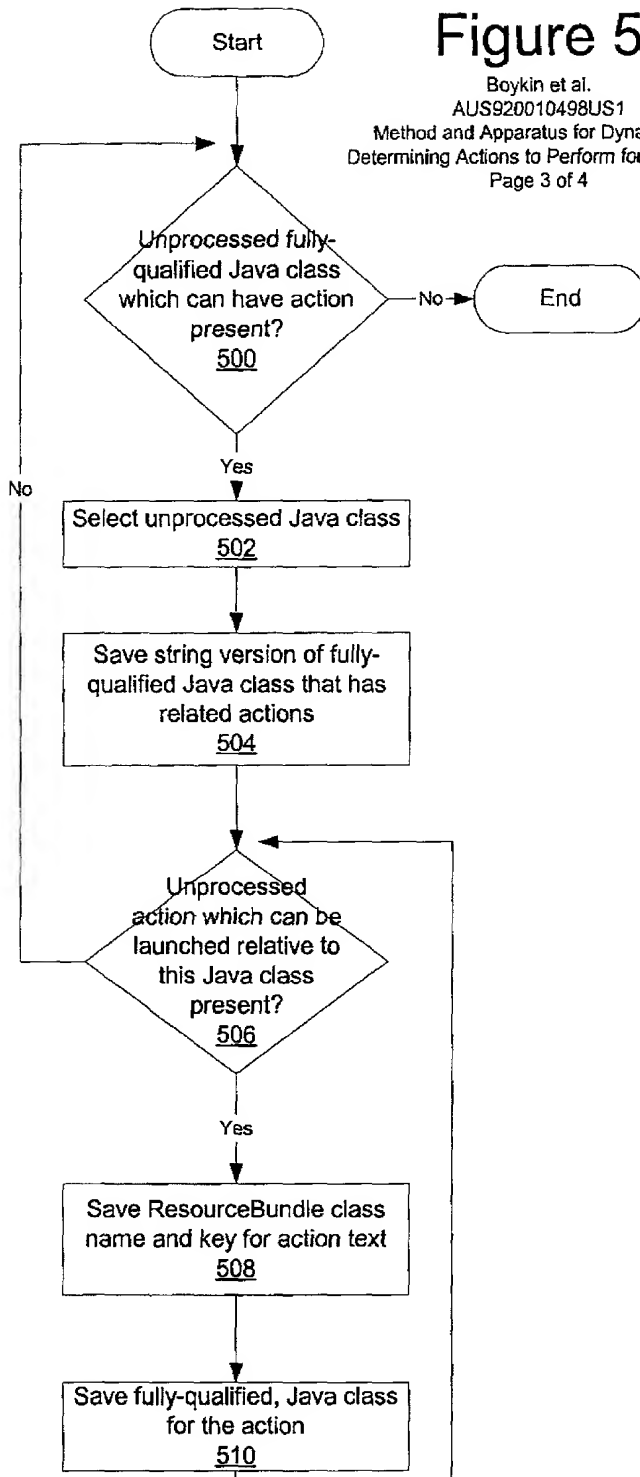 Start
Figure 5
Boykin et al.
AUS920010498US1
Method and Apparatus for
Determining Actions to Perform
Page 3 of 4
Unprocessed fully-
qualified Java class
which can have action
present?
500
No
End
Yes
No
Select unprocessed Java class
502
Save string version of fully-
qualified Java class that has
related actions
504
Unprocessed
action which can be
launched relative to
this Java class
present?
506
Yes
Save ResourceBundle class
name and key for action text
508
Save fully-qualified, Java class
for the action
510